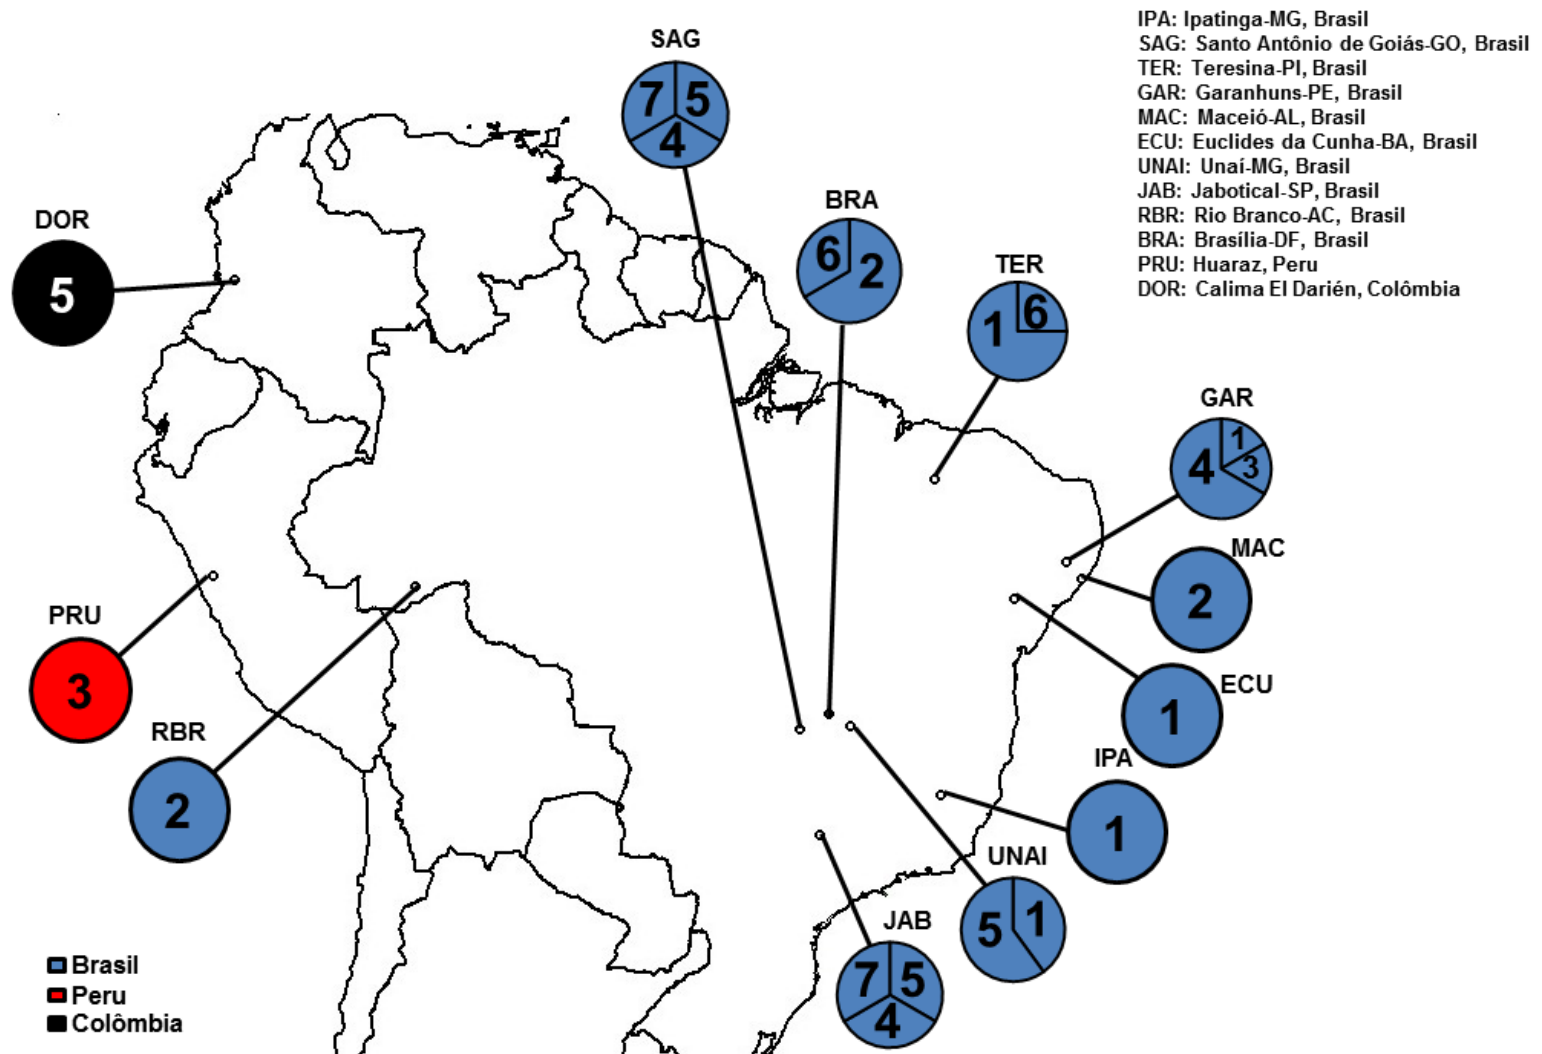 IPA: Ipatinga-MG, Brasil
SAG: Santo Antônio de Goiás-GO, Brasil
TER: Teresina-PI, Brasil
GAR: Garanhuns-PE, Brasil
MAC: Maceió-AL, Brasil
ECU: Euclides da Cunha-BA, Brasil
UNAI: Unaí-MG, Brasil
JAB: Jabotical-SP, Brasil
RBR: Rio Branco-AC, Brasil
BRA: Brasília-DF, Brasil
PRU: Huaraz, Peru
DOR: Calima El Darién, Colômbia
SAG
7 5
4
BRA
6 2
DOR
5
TER
1 6
GAR
1
4 3
MAC
2
PRU
3
ECU
1
RBR
2
IPA
1
UNAI
5 1
JAB
7 5
4
Brasil
Peru
Colômbia